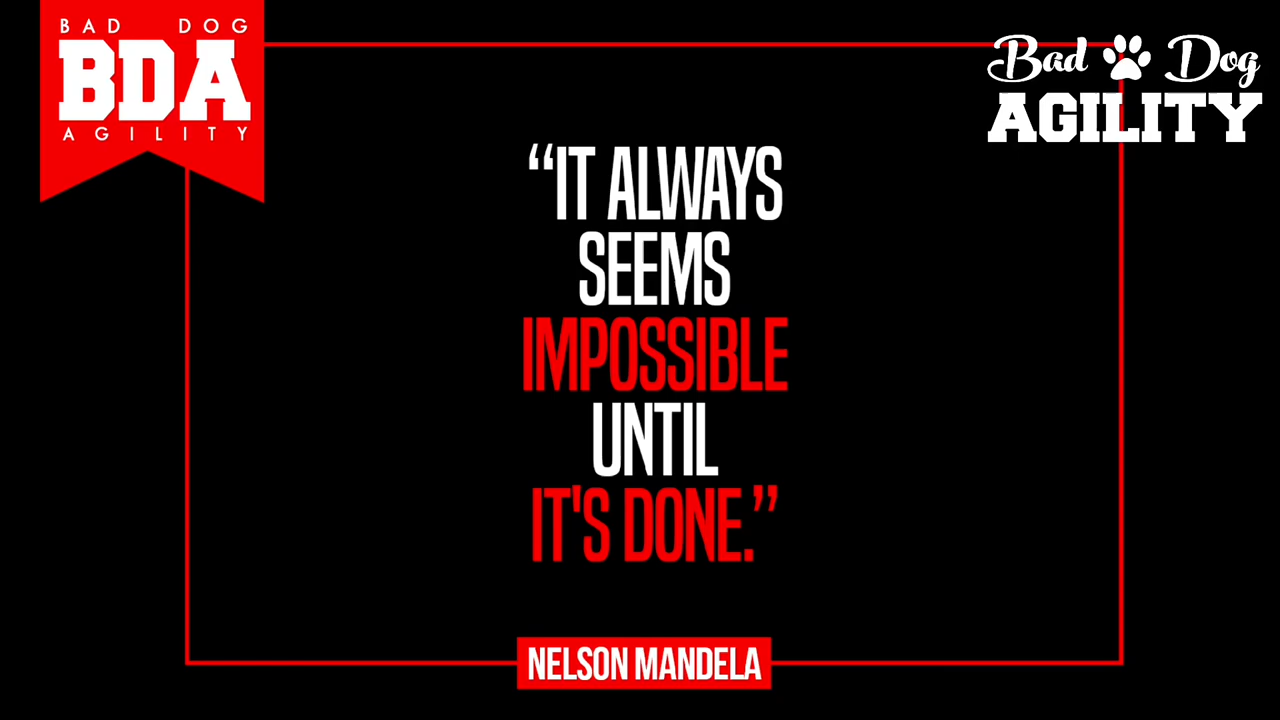 BAD DOG
BDA
AGILITY
Bad Dog
AGILITY
“IT ALWAYS
SEEMS
IMPOSSIBLE
UNTIL
IT'S DONE.”
NELSON MANDELA